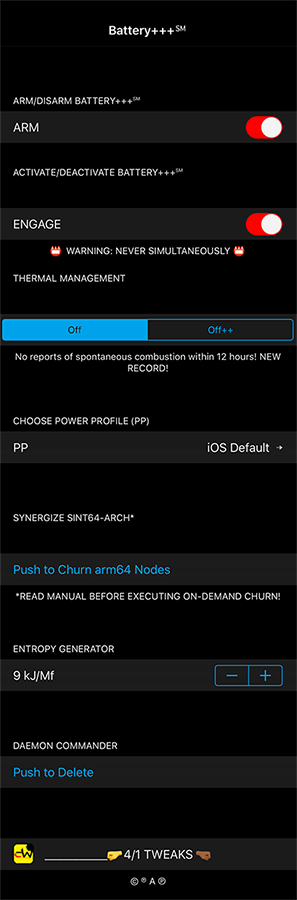 Battery+++℠
ARM/DISARM BATTERY+++℠
ARM
ACTIVATE/DEACTIVATE BATTERY+++℠
ENGAGE
WARNING: NEVER SIMULTANEOUSLY
THERMAL MANAGEMENT
Off Off++
No reports of spontaneous combustion within 12 hours! NEW
RECORD!
CHOOSE POWER PROFILE (PP)
PP iOS Default →
SYNERGIZE SINT64-ARCH*
Push to Churn arm64 Nodes
*READ MANUAL BEFORE EXECUTING ON-DEMAND CHURN!
ENTROPY GENERATOR
9 kJ/Mf − +
DAEMON COMMANDER
Push to Delete
____________🤛4/1 TWEAKS 🤜🏾
© ® A ℗